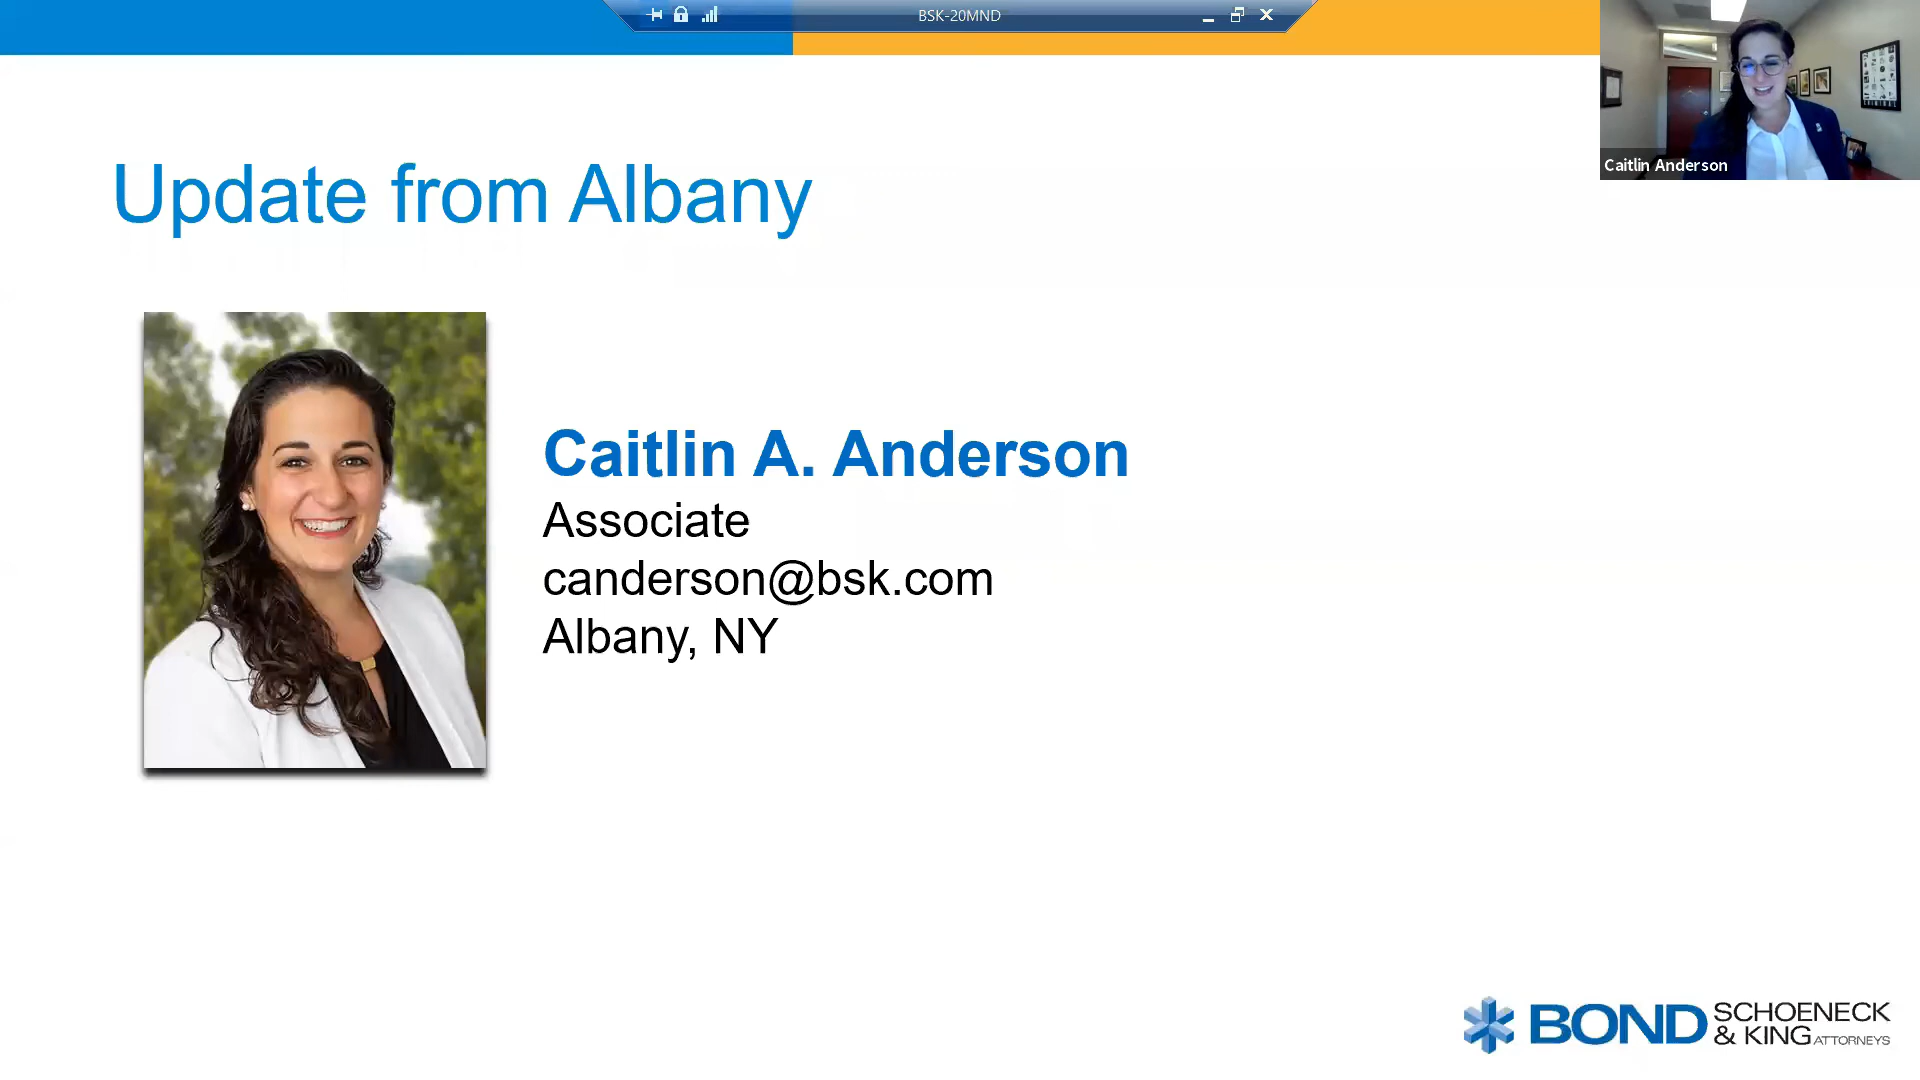 BSK-20MND
Caitlin Anderson
Update from Albany
Caitlin A. Anderson
Associate
canderson@bsk.com
Albany, NY
BOND SCHOENECK
& KING ATTORNEYS